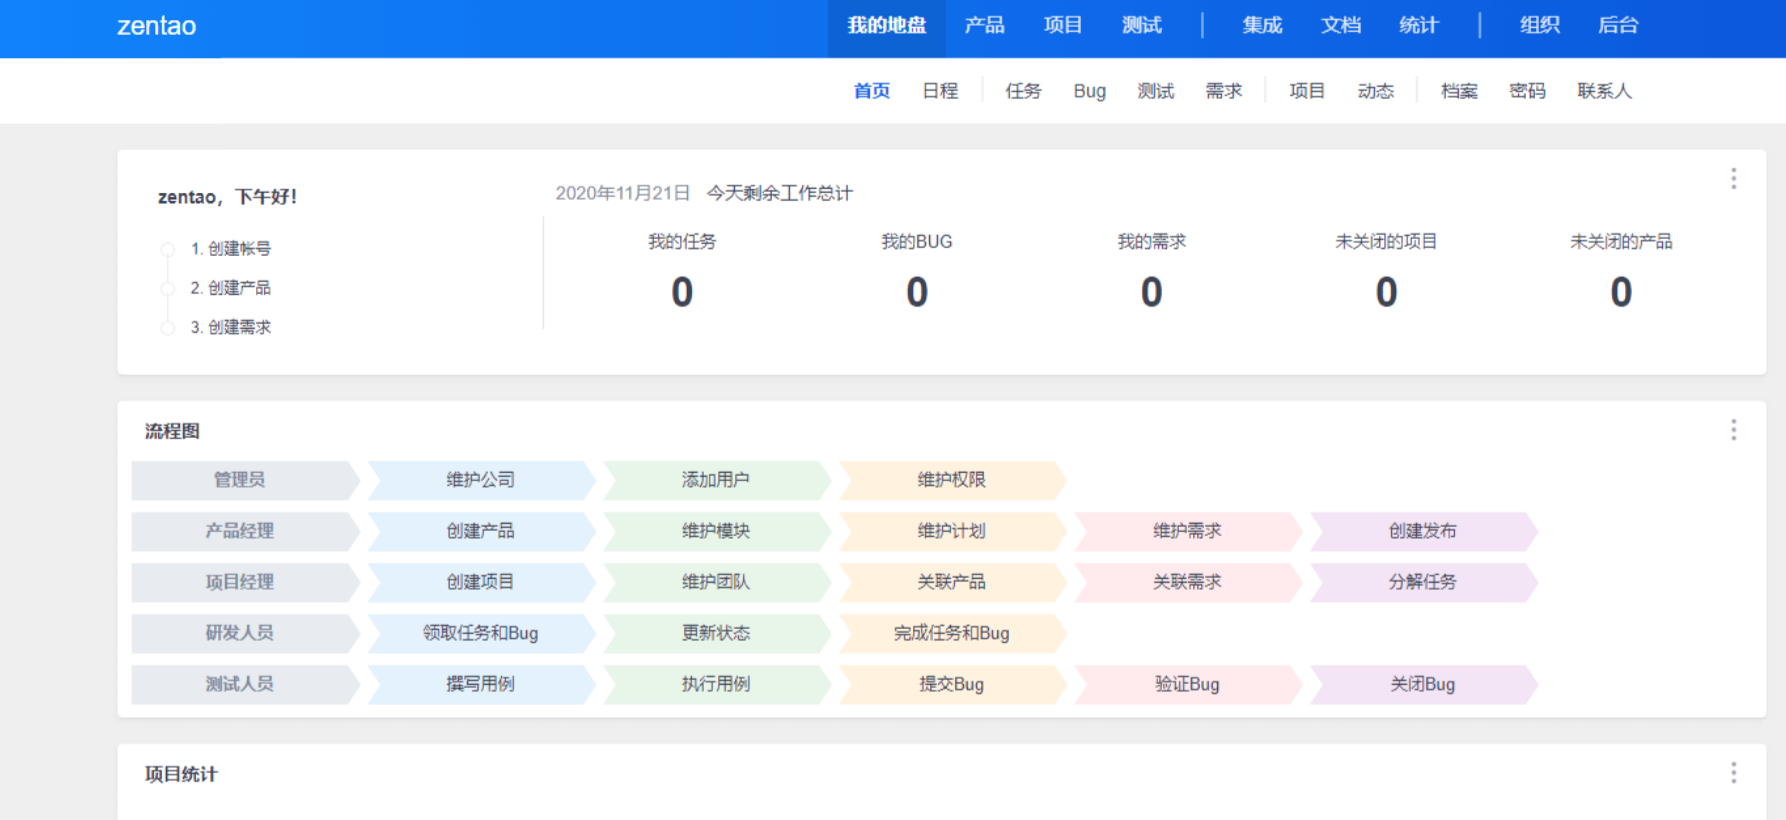 zentao 我的地盘 产品 项目 测试 集成 文档 统计 组织 后台
首页 日程 任务 Bug 测试 需求 项目 动态 档案 密码 联系人
zentao，下午好！
1. 创建帐号
2. 创建产品
3. 创建需求
2020年11月21日 今天剩余工作总计
我的任务 我的BUG 我的需求 未关闭的项目 未关闭的产品
0 0 0 0 0
流程图
管理员 维护公司 添加用户 维护权限
产品经理 创建产品 维护模块 维护计划 维护需求 创建发布
项目经理 创建项目 维护团队 关联产品 关联需求 分解任务
研发人员 领取任务和Bug 更新状态 完成任务和Bug
测试人员 撰写用例 执行用例 提交Bug 验证Bug 关闭Bug
项目统计